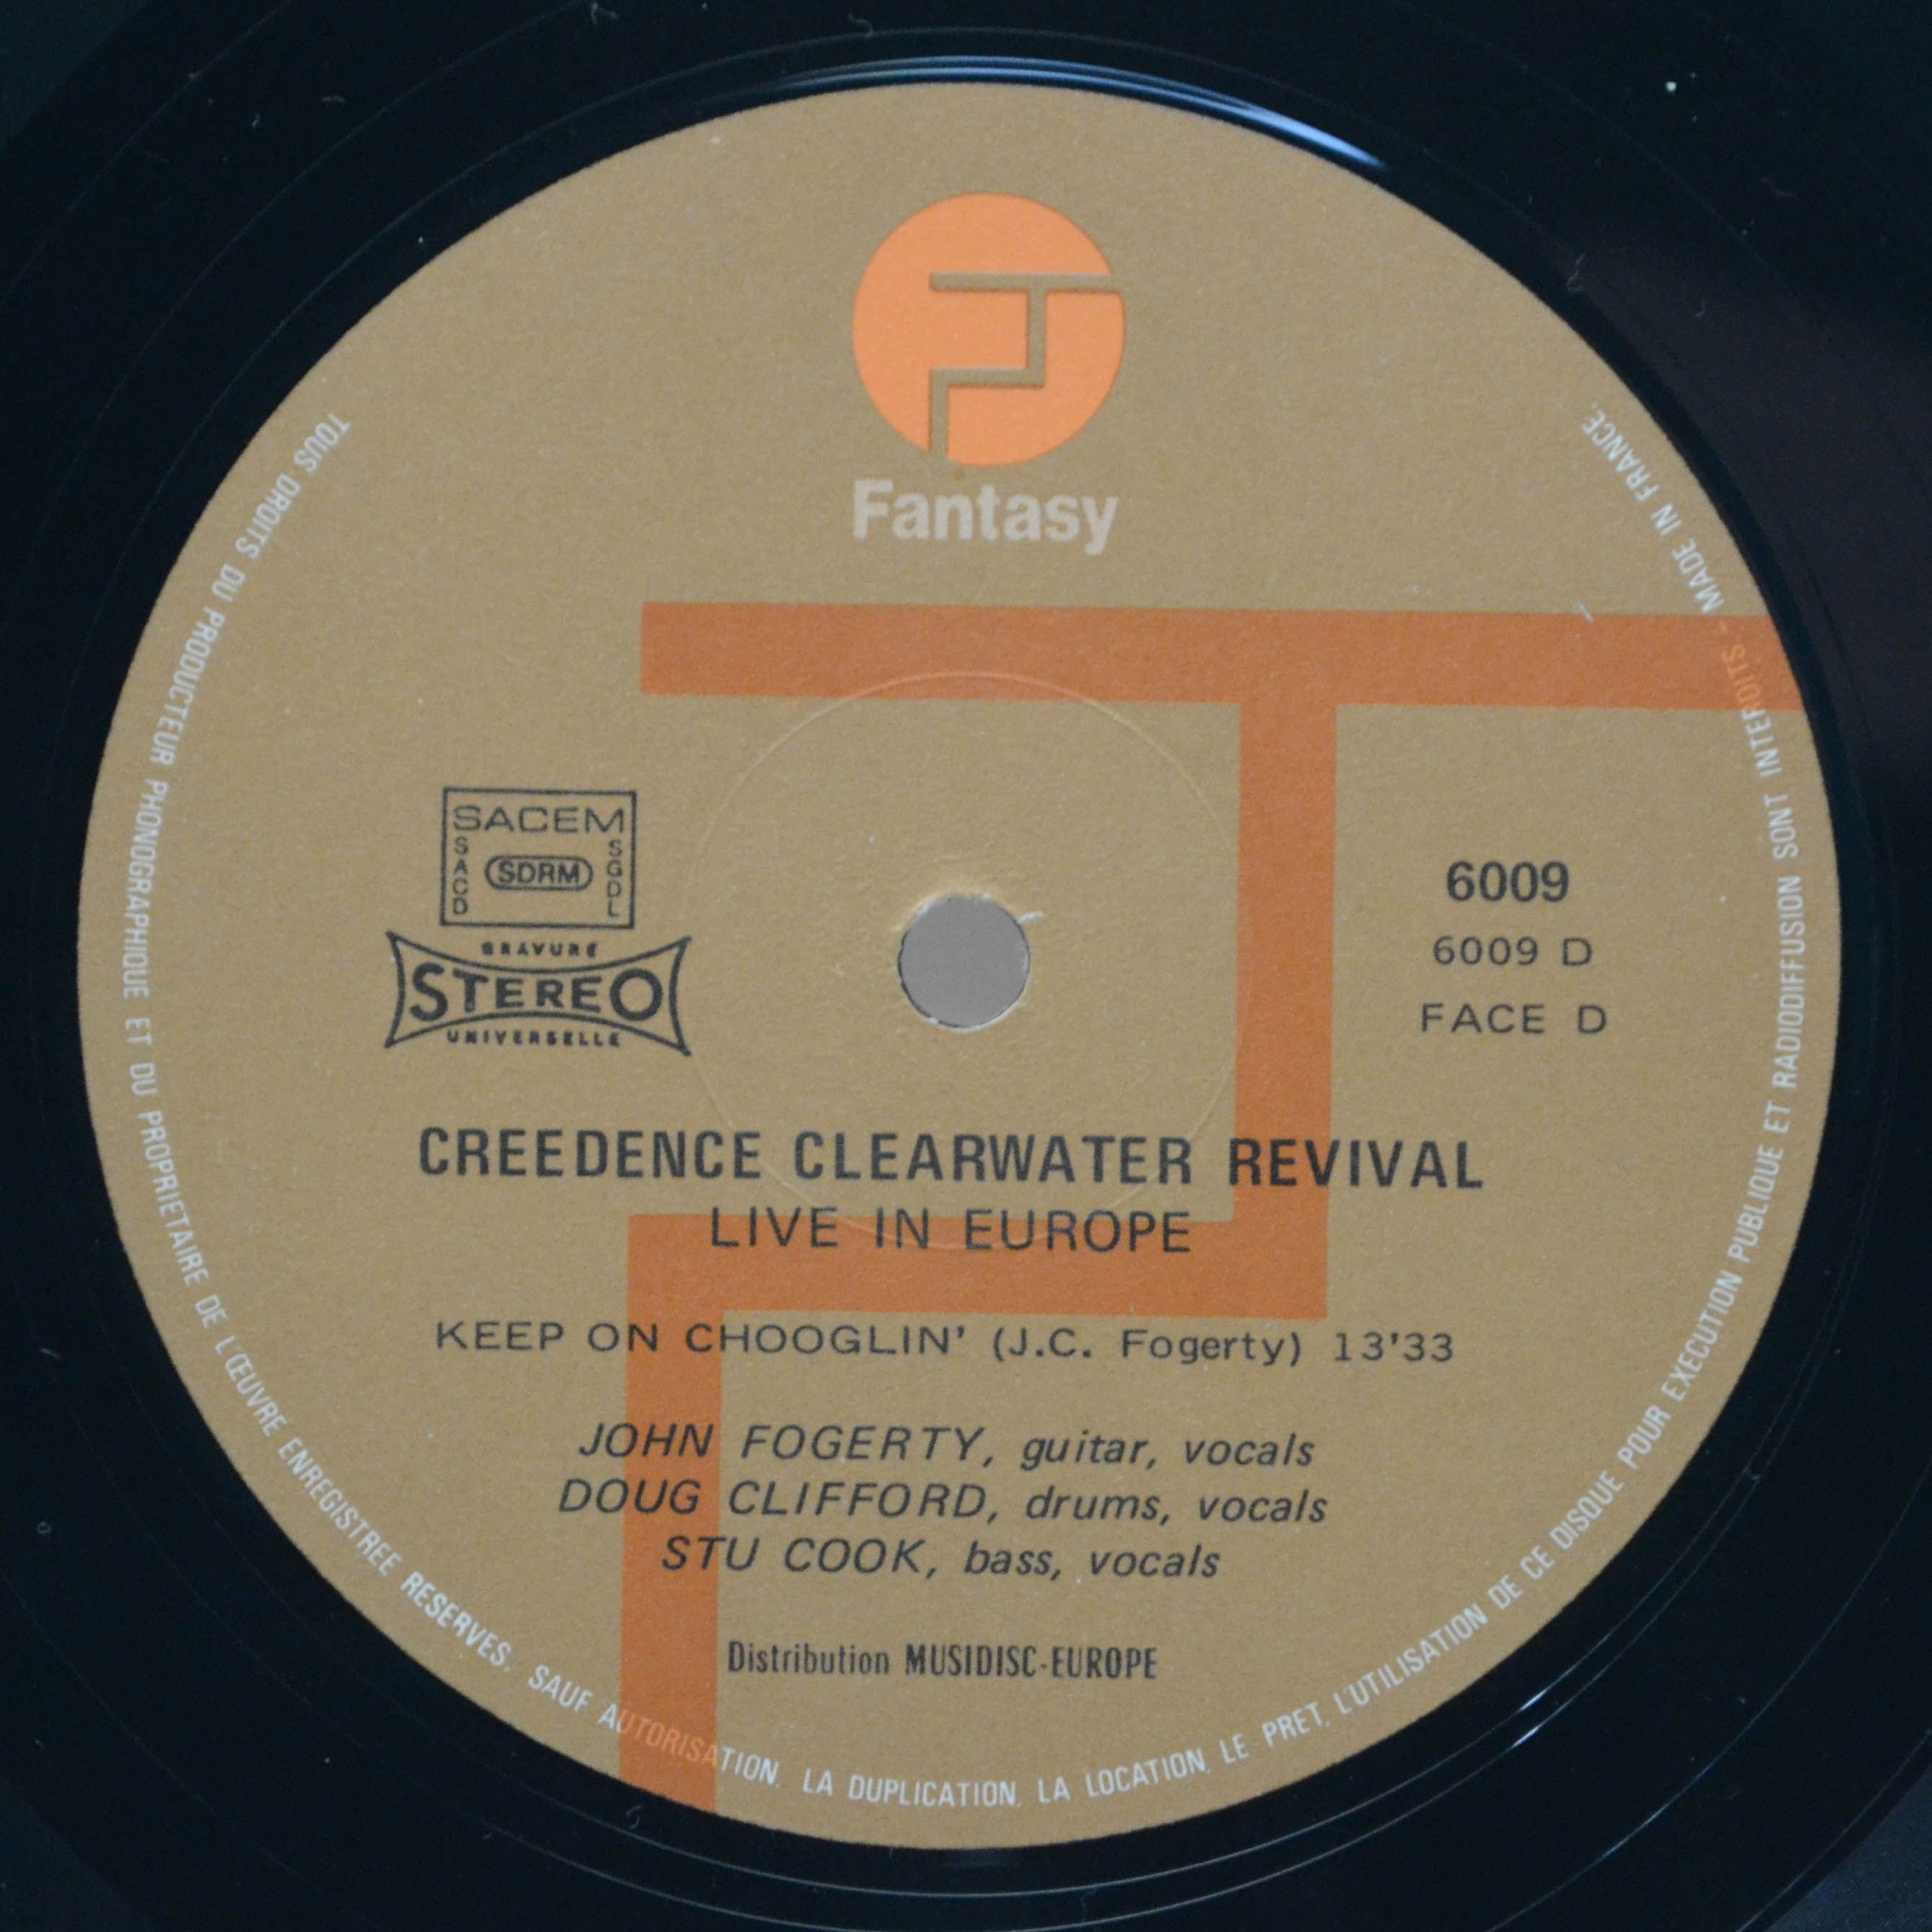 Fantasy
SACEM
SACD
SDRM
SGDL
GRAVURE
STEREO
UNIVERSELLE
6009
6009 D
FACE D
CREEDENCE CLEARWATER REVIVAL
LIVE IN EUROPE
KEEP ON CHOOGLIN' (J.C. Fogerty) 13'33
JOHN FOGERTY, guitar, vocals
DOUG CLIFFORD, drums, vocals
STU COOK, bass, vocals
Distribution MUSIDISC-EUROPE
TOUS DROITS DU PRODUCTEUR PHONOGRAPHIQUE ET DU PROPRIETAIRE DE L'ŒUVRE ENREGISTREE RESERVES. SAUF AUTORISATION, LA DUPLICATION, LA LOCATION, LE PRET, L'UTILISATION DE CE DISQUE POUR EXECUTION PUBLIQUE ET RADIODIFFUSION SONT INTERDITS - MADE IN FRANCE.